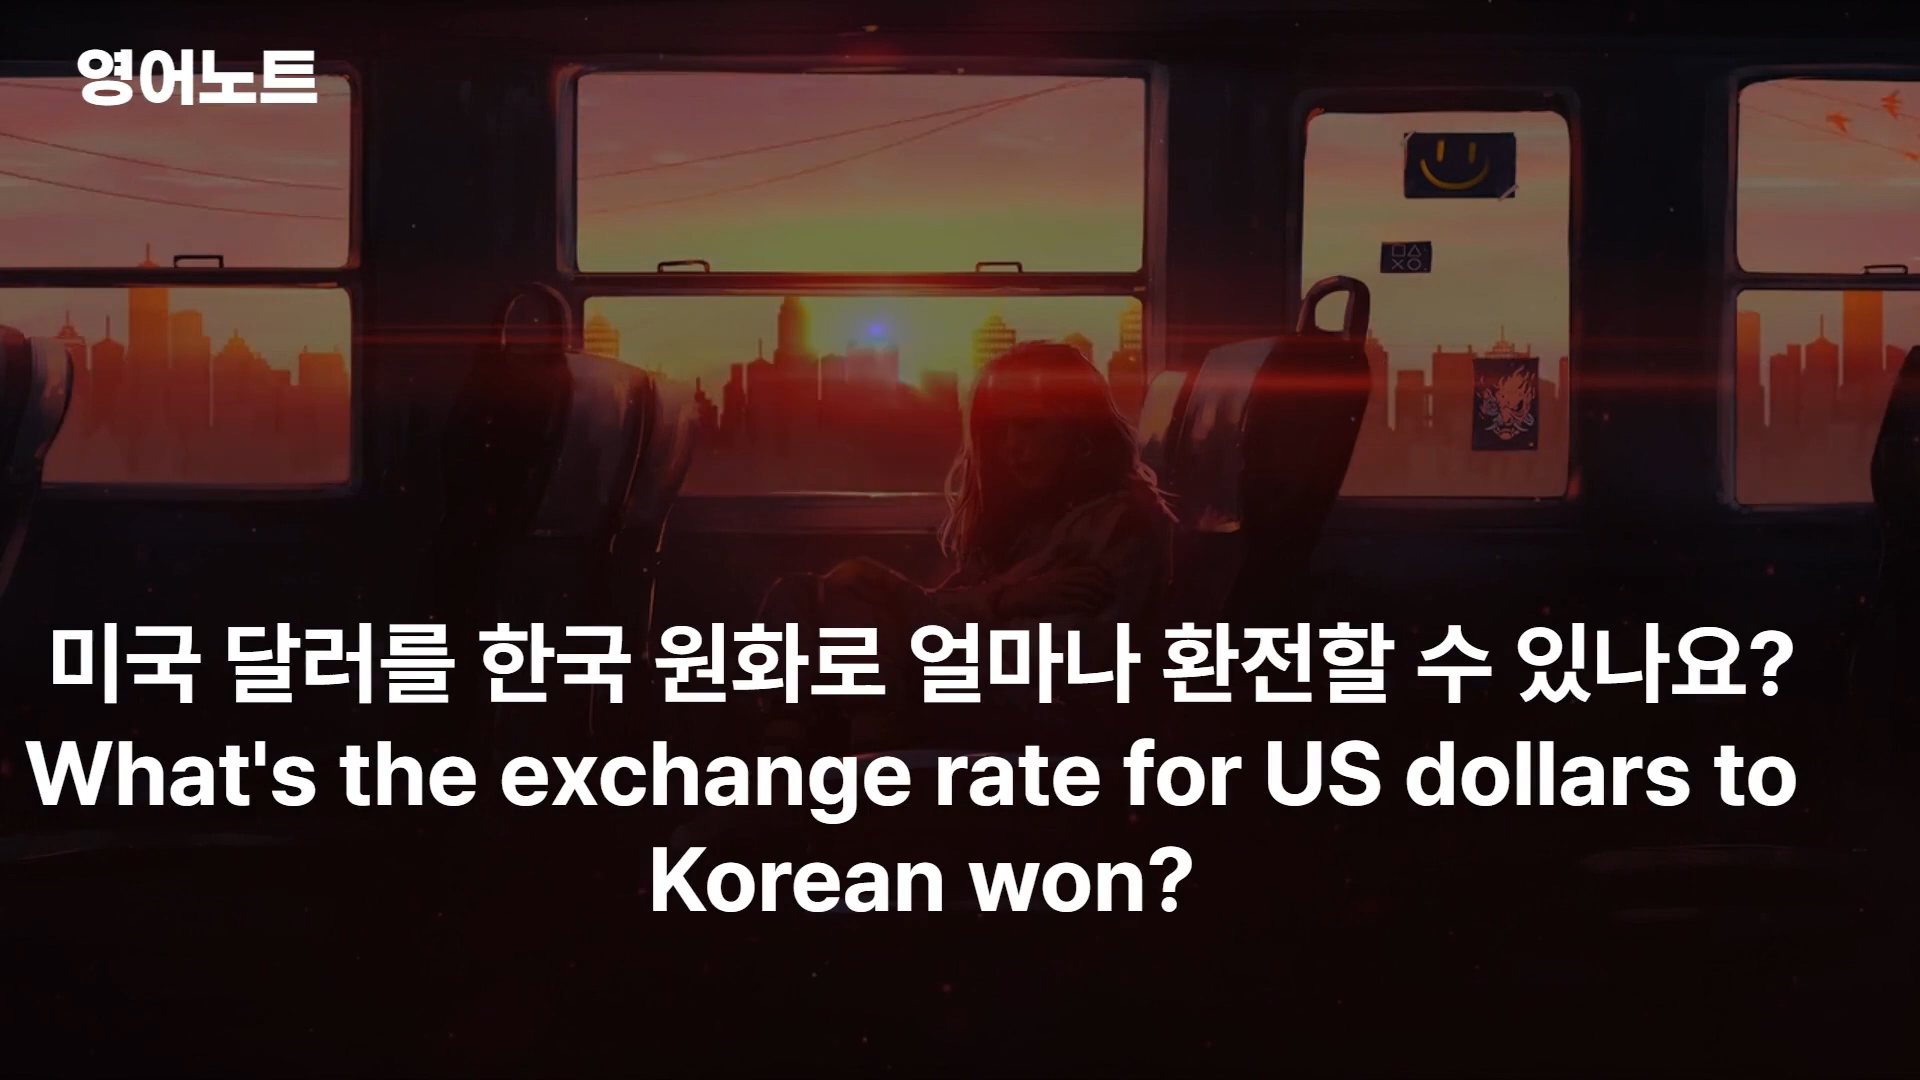 영어노트
미국 달러를 한국 원화로 얼마나 환전할 수 있나요?
What's the exchange rate for US dollars to
Korean won?